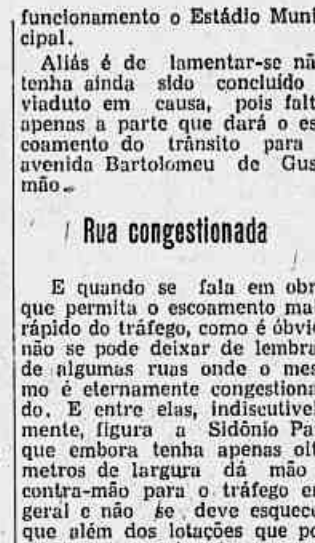 funcionamento o Estádio Muni
cipal.
Aliás é de lamentar-se nã
tenha ainda sido concluído
viaduto em causa, pois falt
apenas a parte que dará o es
coamento do trânsito para
avenida Bartolomeu de Gus
mão.
Rua congestionada
E quando se fala em obr
que permita o escoamento ma
rápido do tráfego, como é óbvi
não se pode deixar de lembra
de algumas ruas onde o mes
mo é eternamente congestiona
do. E entre elas, indiscutivel
mente, figura a Sidônio Pa
que embora tenha apenas oit
metros de largura dá mão
contra-mão para o tráfego e
geral e não se deve esquece
que além dos lotações que po